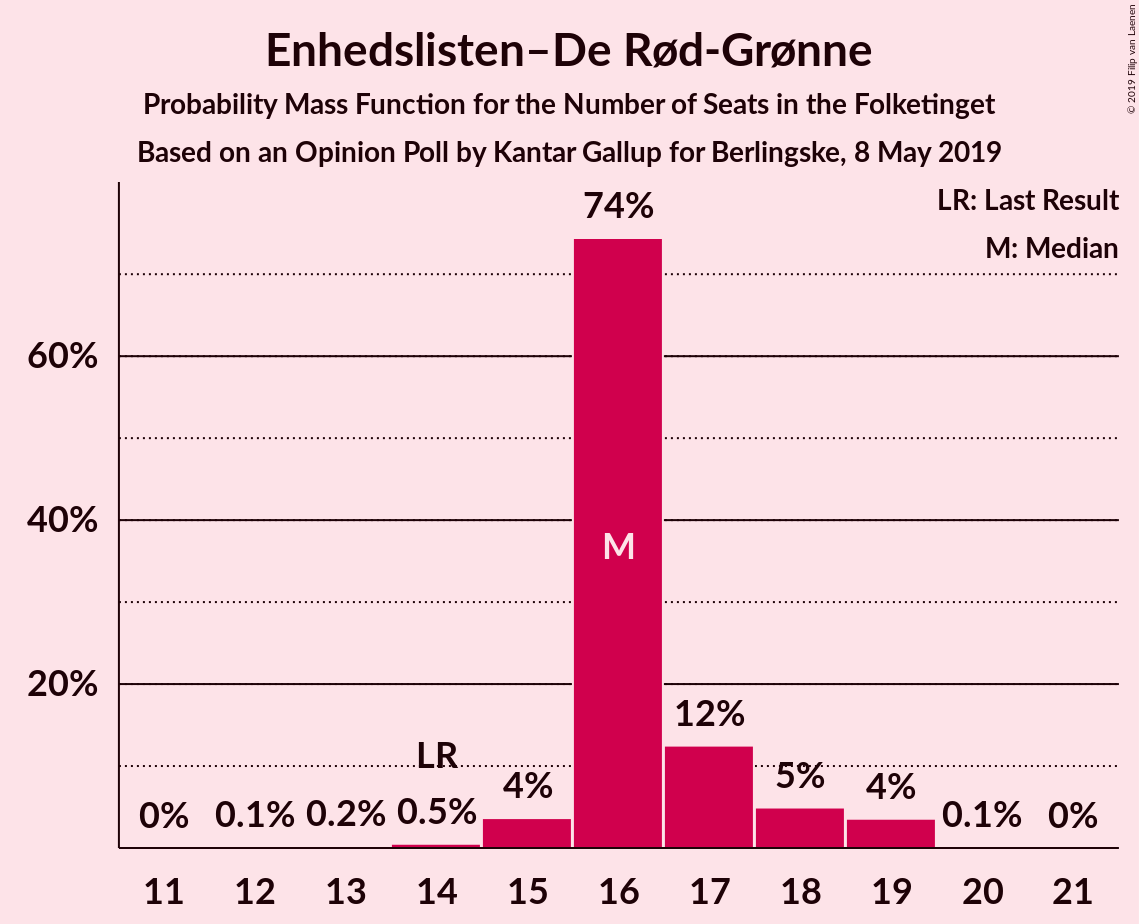 Enhedslisten–De Rød-Grønne
Probability Mass Function for the Number of Seats in the Folketinget
Based on an Opinion Poll by Kantar Gallup for Berlingske, 8 May 2019
© 2019 Filip van Laenen
LR: Last Result
M: Median
74%
60%
40%
M
20%
12%
LR
5%
4%
4%
0%
0.1%
0.2%
0.5%
0.1%
0%
11 12 13 14 15 16 17 18 19 20 21